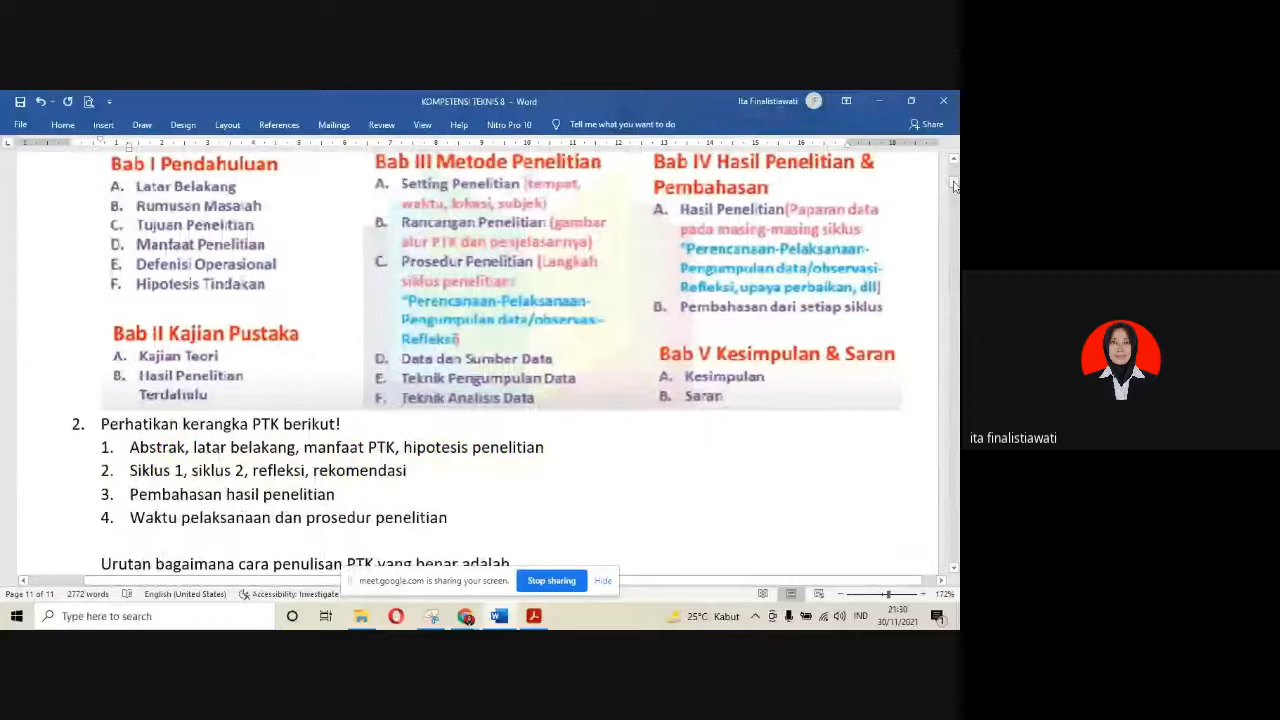 KOMPETENSI TEKNIS 8 - Word
Ita Finalistiawati
File Home Insert Draw Design Layout References Mailings Review View Help Nitro Pro 10 Tell me what you want to do Share
Bab I Pendahuluan
A. Latar Belakang
B. Rumusan Masalah
C. Tujuan Penelitian
D. Manfaat Penelitian
E. Defenisi Operasional
F. Hipotesis Tindakan
Bab II Kajian Pustaka
A. Kajian Teori
B. Hasil Penelitian
Terdahulu
Bab III Metode Penelitian
A. Setting Penelitian (tempat,
waktu, lokasi, subjek)
B. Rancangan Penelitian (gambar
alur PTK dan penjelasannya)
C. Prosedur Penelitian (Langkah
siklus penelitian:
"Perencanaan-Pelaksanaan-
Pengumpulan data/observasi-
Refleksi)
D. Data dan Sumber Data
E. Teknik Pengumpulan Data
F. Teknik Analisis Data
Bab IV Hasil Penelitian &
Pembahasan
A. Hasil Penelitian(Paparan data
pada masing-masing siklus
"Perencanaan-Pelaksanaan-
Pengumpulan data/observasi-
Refleksi, upaya perbaikan, dll)
B. Pembahasan dari setiap siklus
Bab V Kesimpulan & Saran
A. Kesimpulan
B. Saran
2. Perhatikan kerangka PTK berikut!
1. Abstrak, latar belakang, manfaat PTK, hipotesis penelitian
2. Siklus 1, siklus 2, refleksi, rekomendasi
3. Pembahasan hasil penelitian
4. Waktu pelaksanaan dan prosedur penelitian
Urutan bagaimana cara penulisan PTK yang benar adalah
meet.google.com is sharing your screen. Stop sharing Hide
Page 11 of 11 2772 words English (United States) Accessibility: Investigate 172%
Type here to search
25°C Kabut IND
21:30
30/11/2021
ita finalistiawati